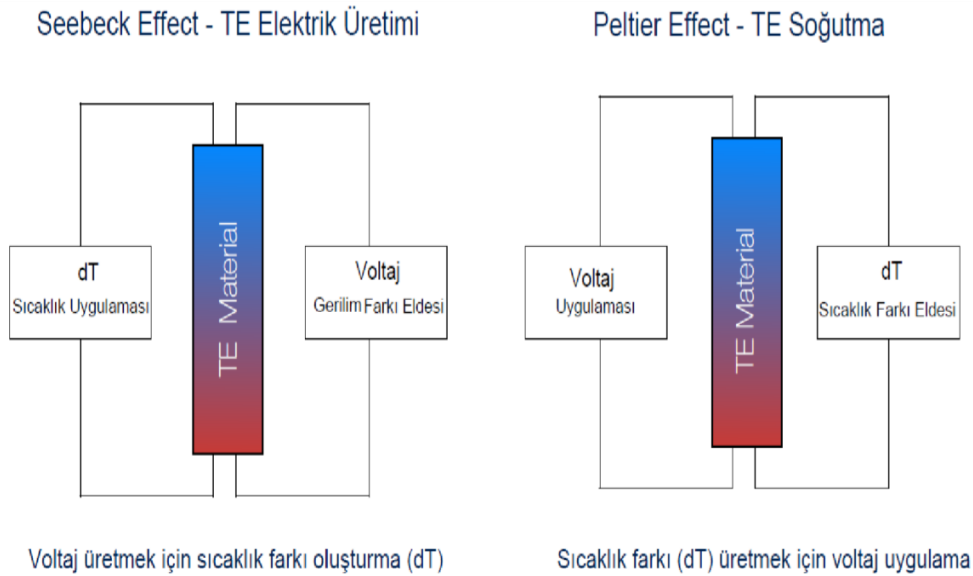 Seebeck Effect - TE Elektrik Üretimi
dT
Sıcaklık Uygulaması
TE Material
Voltaj
Gerilim Farkı Eldesi
Voltaj üretmek için sıcaklık farkı oluşturma (dT)
Peltier Effect - TE Soğutma
Voltaj
Uygulaması
TE Material
dT
Sıcaklık Farkı Eldesi
Sıcaklık farkı (dT) üretmek için voltaj uygulama